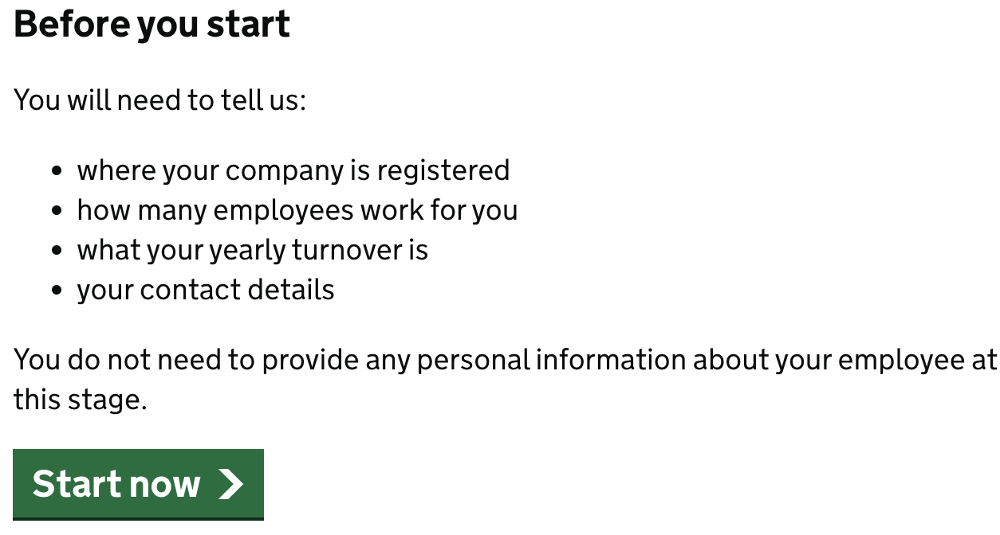 Before you start
You will need to tell us:
where your company is registered
how many employees work for you
what your yearly turnover is
your contact details
You do not need to provide any personal information about your employee at
this stage.
Start now